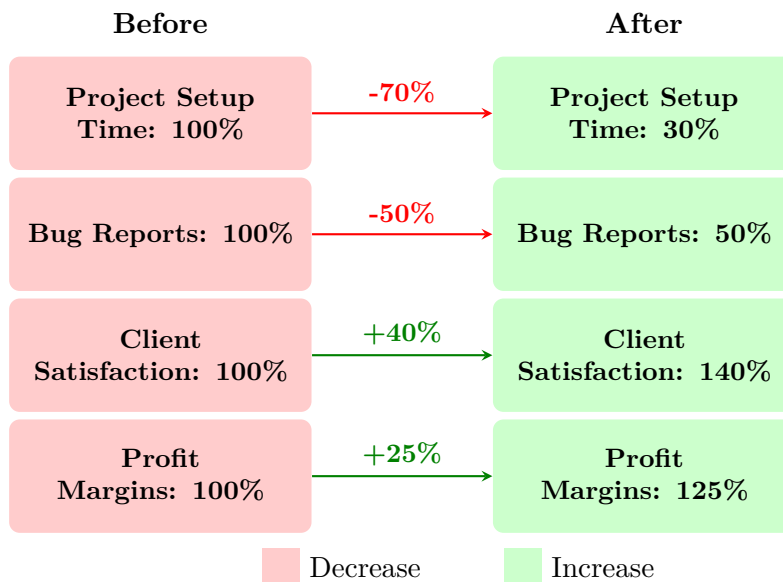 Before
After
Project Setup
Time: 100%
-70%
Project Setup
Time: 30%
Bug Reports: 100%
-50%
Bug Reports: 50%
Client
Satisfaction: 100%
+40%
Client
Satisfaction: 140%
Profit
Margins: 100%
+25%
Profit
Margins: 125%
Decrease
Increase